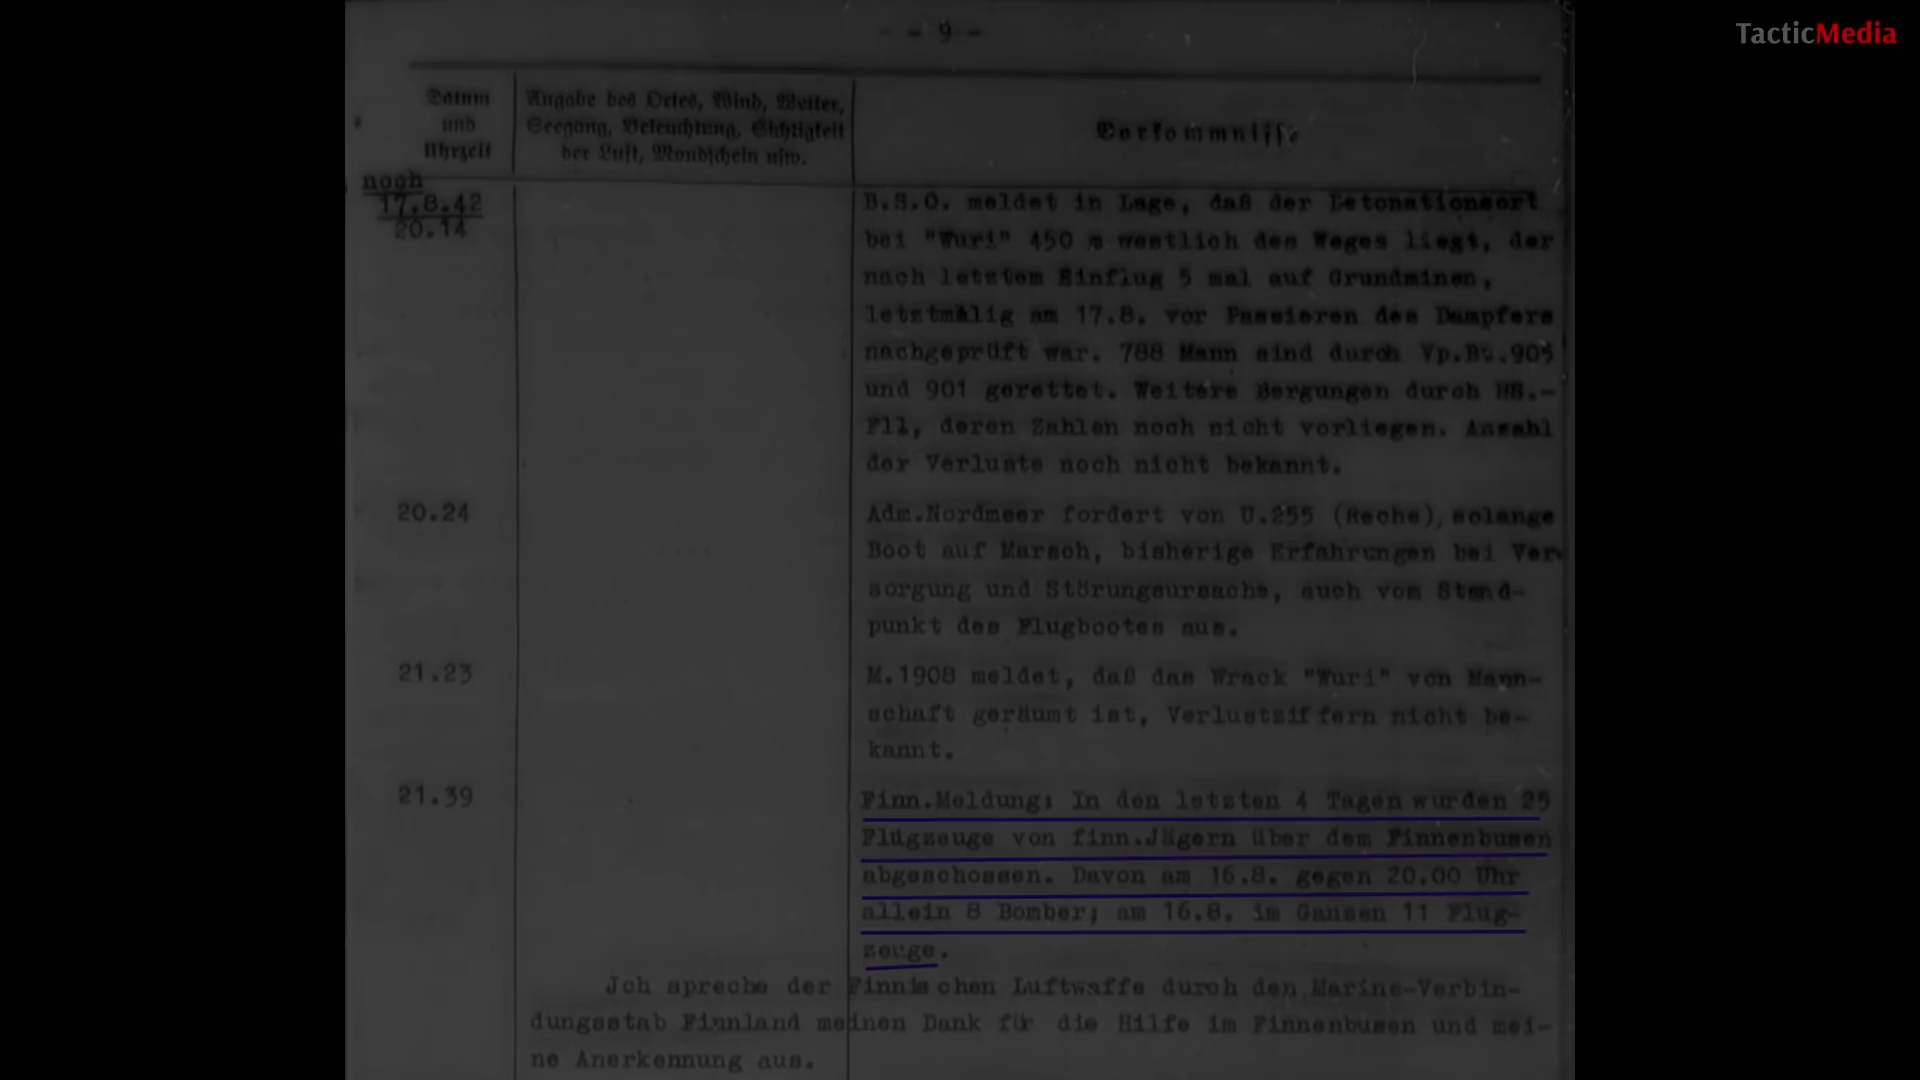 TacticMedia
- 9 -
Datum
und
Uhrzeit
Angabe des Ortes, Wind, Wetter,
Seegang, Beleuchtung, Sichtigkeit
der Luft, Mondschein usw.
Vorkommnisse
noch
17.8.42
20.14
B.S.O. meldet in Lage, daß der Detonationsort
bei "Wuri" 450 m westlich des Weges liegt, der
nach letztem Einflug 5 mal auf Grundminen,
letztmälig am 17.8. vor Passieren des Dampfers
nachgeprüft war. 788 Mann sind durch Vp.Bt.905
und 901 gerettet. Weitere Bergungen durch HS.-
Fll, deren Zahlen noch nicht vorliegen. Anzahl
der Verluste noch nicht bekannt.
20.24
Adm.Nordmeer fordert von U.255 (Reche), solange
Boot auf Marsch, bisherige Erfahrungen bei Ver-
sorgung und Störungsursache, auch vom Stand-
punkt des Flugbootes aus.
21.23
M.1908 meldet, daß das Wrack "Wuri" von Mann-
schaft geräumt ist, Verlustziffern nicht be-
kannt.
21.39
Finn.Meldung: In den letzten 4 Tagen wurden 25
Flugzeuge von finn.Jägern über dem Finnenbusen
abgeschossen. Davon am 16.8. gegen 20.00 Uhr
allein 8 Bomber; am 16.8. im Ganzen 11 Flug-
zeuge.
Jch spreche der Finnischen Luftwaffe durch den Marine-Verbin-
dungsstab Finnland meinen Dank für die Hilfe im Finnenbusen und mei-
ne Anerkennung aus.